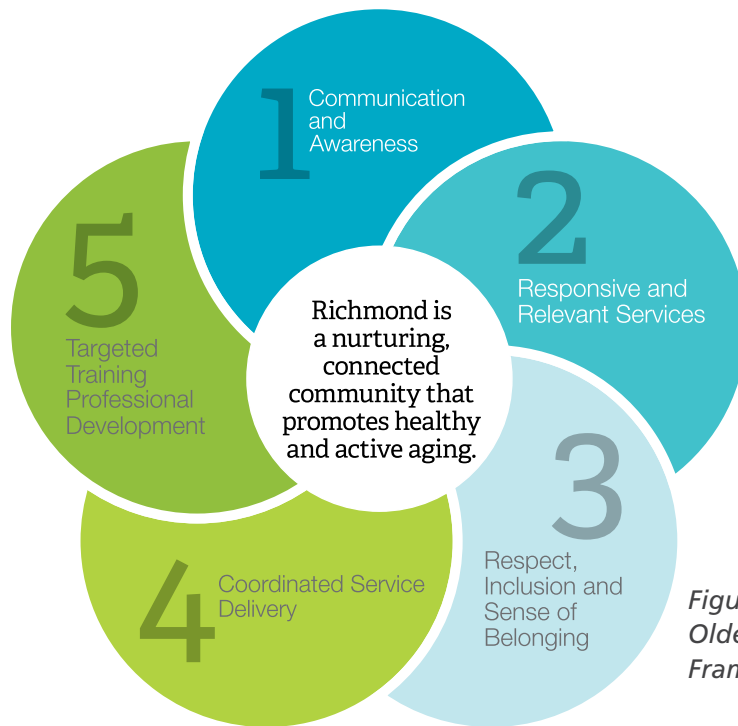 1
Communication
and
Awareness
2
Responsive and
Relevant Services
3
Respect,
Inclusion and
Sense of
Belonging
4
Coordinated Service
Delivery
5
Targeted
Training
Professional
Development
Richmond is
a nurturing,
connected
community that
promotes healthy
and active aging.